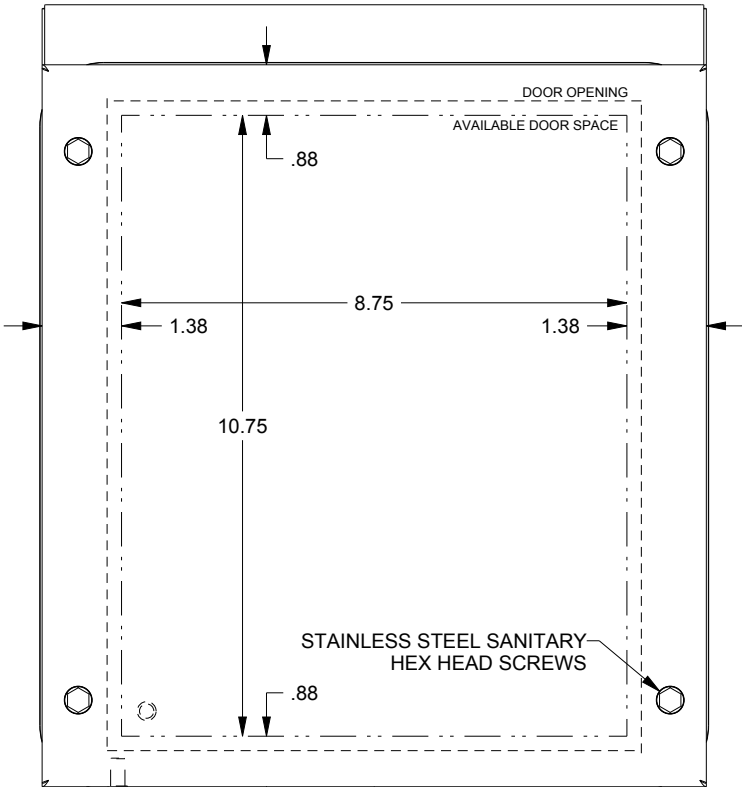 DOOR OPENING
AVAILABLE DOOR SPACE
.88
8.75
1.38
1.38
10.75
STAINLESS STEEL SANITARY
HEX HEAD SCREWS
.88